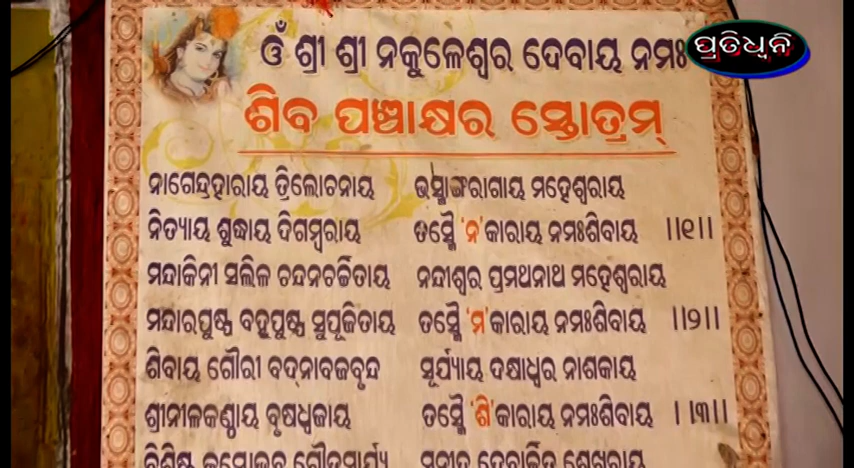 ଓଁ ଶ୍ରୀ ଶ୍ରୀ ନକୁଳେଶ୍ୱର ଦେବାୟ ନମଃ
ପ୍ରତିଧ୍ୱନି
ଶିବ ପଞ୍ଚାକ୍ଷର ସ୍ତୋତ୍ରମ୍
ନାଗେନ୍ଦ୍ରହାରାୟ ତ୍ରିଲୋଚନାୟ ଭସ୍ମାଙ୍ଗରାଗାୟ ମହେଶ୍ୱରାୟ
ନିତ୍ୟାୟ ଶୁଦ୍ଧାୟ ଦିଗମ୍ବରାୟ ତସ୍ମୈ 'ନ'କାରାୟ ନମଃଶିବାୟ ।।୧।।
ମନ୍ଦାକିନୀ ସଲିଳ ଚନ୍ଦନଚର୍ଚ୍ଚିତାୟ ନନ୍ଦୀଶ୍ୱର ପ୍ରମଥନାଥ ମହେଶ୍ୱରାୟ
ମନ୍ଦାରପୁଷ୍ପ ବହୁପୁଷ୍ପ ସୁପୂଜିତାୟ ତସ୍ମୈ 'ମ'କାରାୟ ନମଃଶିବାୟ ।।୨।।
ଶିବାୟ ଗୌରୀ ବଦ୍‌ନାବଜବୃନ୍ଦ ସୂର୍ଯ୍ୟାୟ ଦକ୍ଷାଧ୍ୱର ନାଶକାୟ
ଶ୍ରୀନୀଳକଣ୍ଠାୟ ବୃଷଧ୍ୱଜାୟ ତସ୍ମୈ 'ଶି'କାରାୟ ନମଃଶିବାୟ ।।୩।।